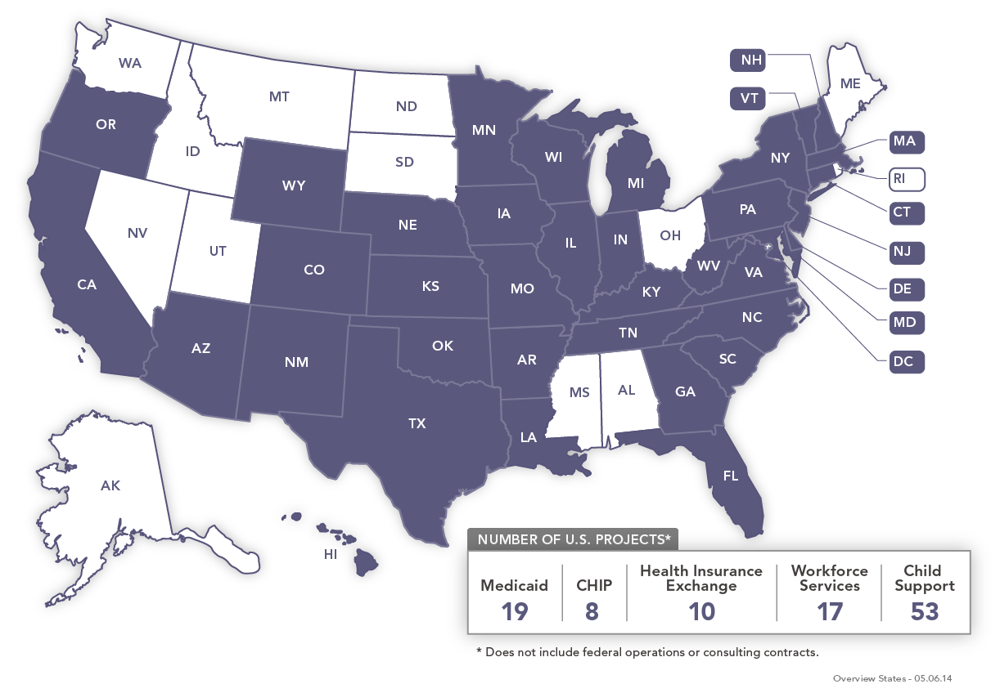 WA
MT
ND
MN
OR
ID
WY
SD
WI
MI
NY
NH
VT
ME
MA
RI
CT
NJ
DE
MD
DC
NV
UT
CO
NE
IA
IL
IN
OH
PA
CA
KS
MO
KY
WV
VA
AZ
NM
OK
AR
TN
NC
SC
TX
LA
MS
AL
GA
FL
AK
HI
*
NUMBER OF U.S. PROJECTS*
Medicaid
19
CHIP
8
Health Insurance
Exchange
10
Workforce
Services
17
Child
Support
53
* Does not include federal operations or consulting contracts.
Overview States - 05.06.14